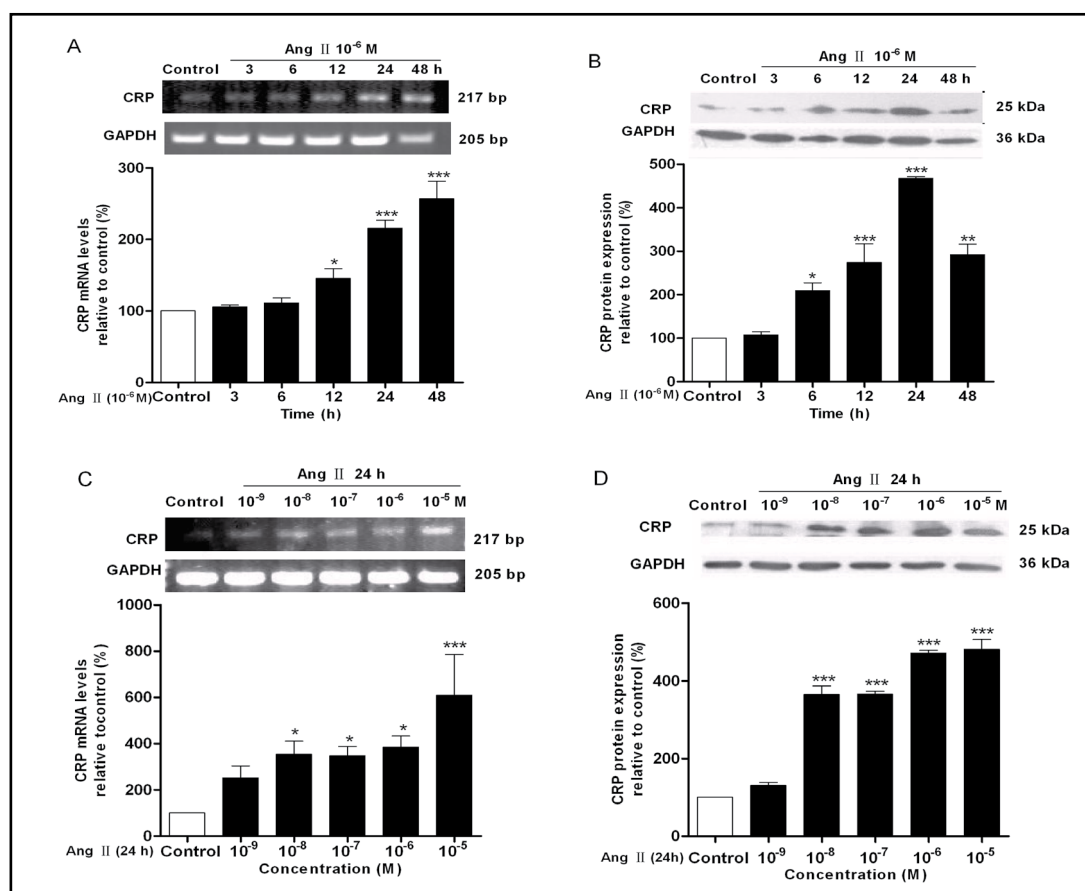 A
Ang II 10-6 M
Control 3 6 12 24 48 h
CRP 217 bp
GAPDH 205 bp
CRP mRNA levels
relative to control (%)
300
200
100
0
* *** ***
Ang II (10-6M) Control 3 6 12 24 48
Time (h)
B
Ang II 10-6 M
Control 3 6 12 24 48 h
CRP 25 kDa
GAPDH 36 kDa
CRP protein expression
relative to control (%)
500
400
300
200
100
0
* *** *** **
Ang II (10-6M) Control 3 6 12 24 48
Time (h)
C
Ang II 24 h
Control 10-9 10-8 10-7 10-6 10-5 M
CRP 217 bp
GAPDH 205 bp
CRP mRNA levels
relative tocontrol (%)
1000
800
600
400
200
0
* * * ***
Ang II (24 h) Control 10-9 10-8 10-7 10-6 10-5
Concentration (M)
D
Ang II 24 h
Control 10-9 10-8 10-7 10-6 10-5 M
CRP 25 kDa
GAPDH 36 kDa
CRP protein expression
relative to control (%)
600
400
200
0
*** *** *** ***
Ang II (24h) Control 10-9 10-8 10-7 10-6 10-5
Concentration (M)